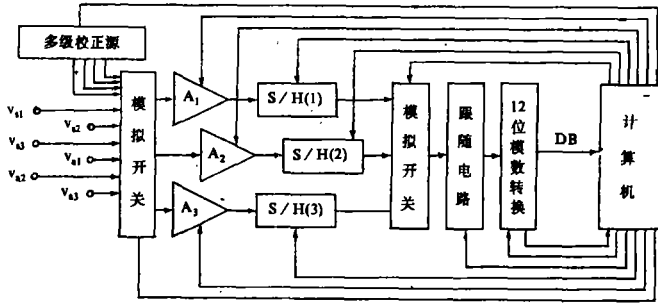 多级校正源
V_s1
V_s2
V_s3
V_a1
V_a2
V_a3
模拟开关
A_1
A_2
A_3
S/H(1)
S/H(2)
S/H(3)
模拟开关
跟随电路
12位模数转换
DB
计算机